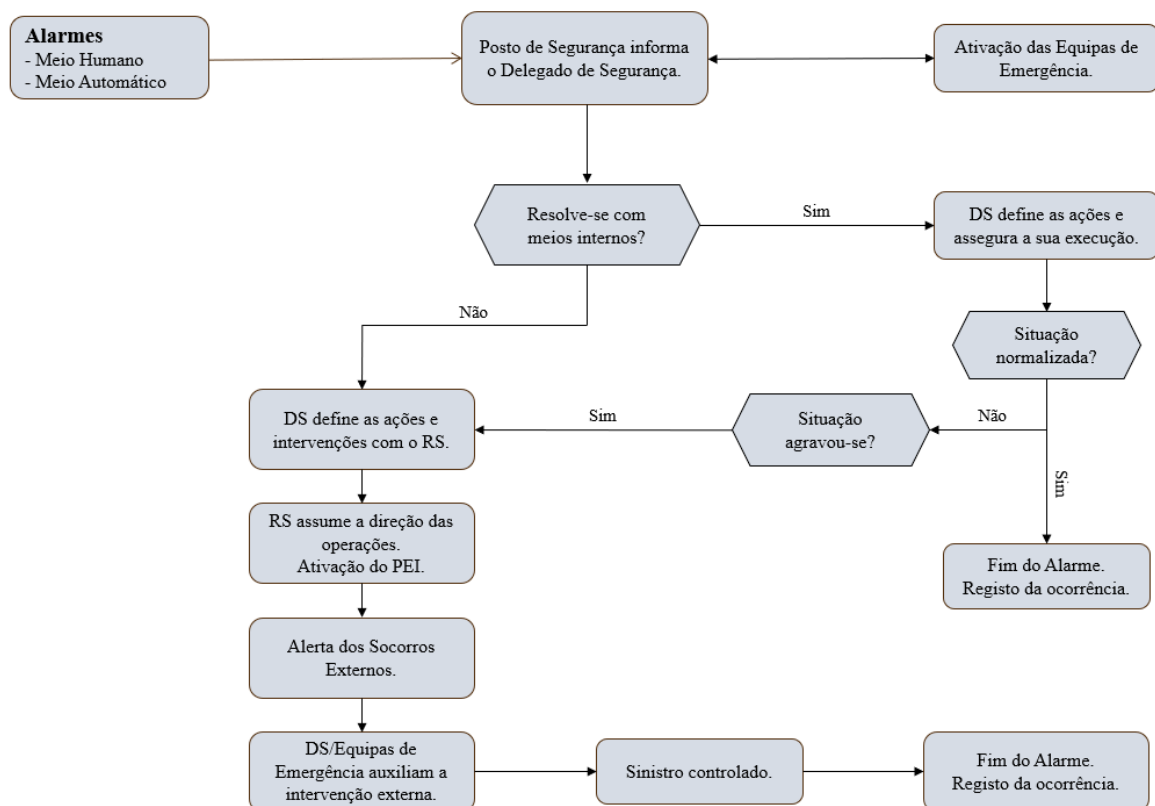 Alarmes
- Meio Humano
- Meio Automático
Posto de Segurança informa
o Delegado de Segurança.
Ativação das Equipas de
Emergência.
Resolve-se com
meios internos?
Sim
DS define as ações e
assegura a sua execução.
Não
Situação
normalizada?
DS define as ações e
intervenções com o RS.
Sim
Situação
agravou-se?
Não
Sim
RS assume a direção das
operações.
Ativação do PEI.
Fim do Alarme.
Registo da ocorrência.
Alerta dos Socorros
Externos.
DS/Equipas de
Emergência auxiliam a
intervenção externa.
Sinistro controlado.
Fim do Alarme.
Registo da ocorrência.